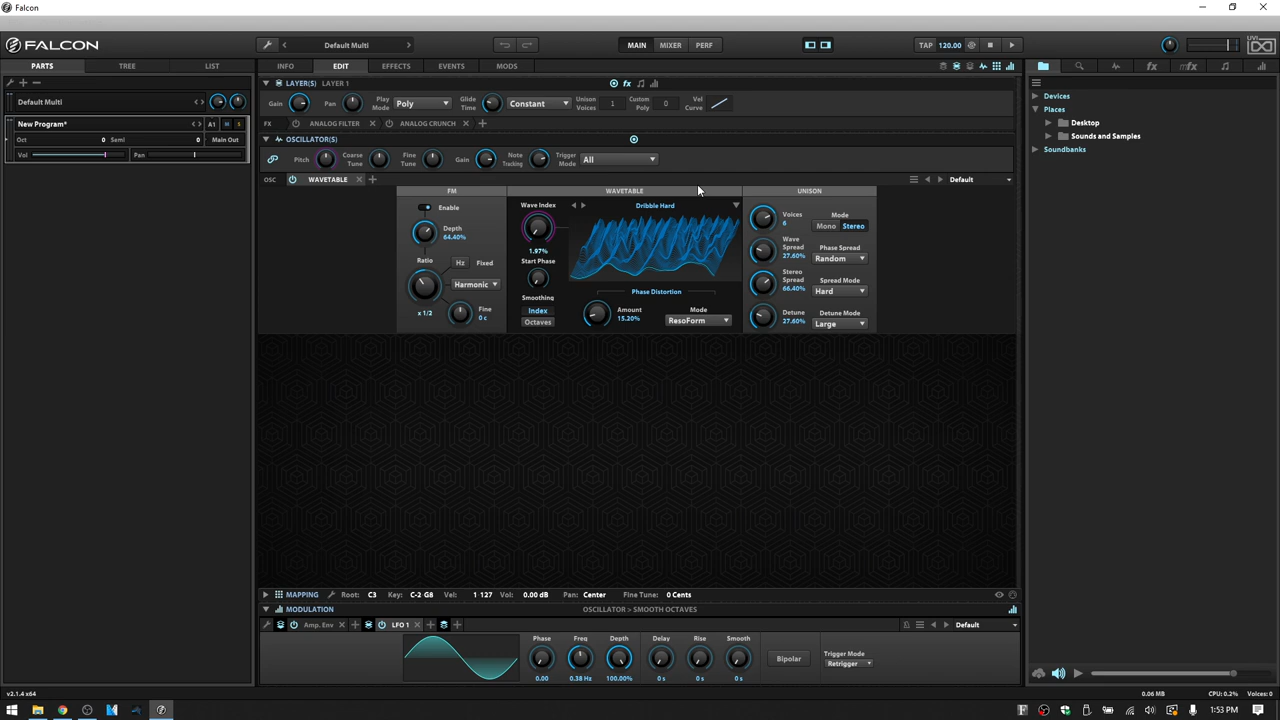 Falcon
FALCON
Default Multi
MAIN
MIXER
PERF
TAP
120.00
UVI
PARTS
TREE
LIST
INFO
EDIT
EFFECTS
EVENTS
MODS
LAYER(S)
LAYER 1
Default Multi
Gain
Pan
Play Mode
Poly
Glide Time
Constant
Unison Voices
1
Custom Poly
0
Vel Curve
Devices
Places
Desktop
Sounds and Samples
Soundbanks
New Program*
A1
M
S
FX
ANALOG FILTER
ANALOG CRUNCH
Oct
0
Semi
0
Main Out
OSCILLATOR(S)
Vol
Pan
Pitch
Coarse Tune
Fine Tune
Gain
Note Tracking
Trigger Mode
All
OSC
WAVETABLE
Default
FM
WAVETABLE
UNISON
Enable
Depth
64.40%
Ratio
Hz
Fixed
Harmonic
x 1/2
Fine
0 c
Wave Index
1.97%
Start Phase
Smoothing
Index
Octaves
Dribble Hard
Phase Distortion
Amount
15.20%
Mode
ResoForm
Voices
6
Mode
Mono
Stereo
Wave Spread
27.60%
Phase Spread
Random
Stereo Spread
66.40%
Spread Mode
Hard
Detune
27.60%
Detune Mode
Large
MAPPING
Root: C3
Key: C-2 G8
Vel: 1 127
Vol: 0.00 dB
Pan: Center
Fine Tune: 0 Cents
MODULATION
OSCILLATOR > SMOOTH OCTAVES
Amp. Env
LFO 1
Default
Phase
0.00
Freq
0.38 Hz
Depth
100.00%
Delay
0 s
Rise
0 s
Smooth
0 s
Bipolar
Trigger Mode
Retrigger
v2.1.4 x64
0.06 MB
CPU: 0.2%
Voices: 0
1:53 PM